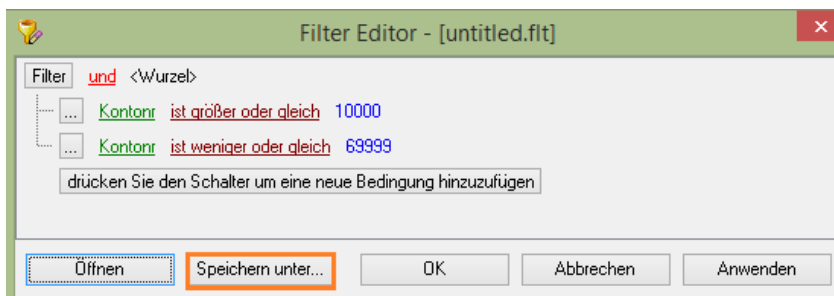 Filter Editor - [untitled.flt]
Filter und <Wurzel>
... Kontonr ist größer oder gleich 10000
... Kontonr ist weniger oder gleich 69999
drücken Sie den Schalter um eine neue Bedingung hinzuzufügen
Öffnen Speichern unter... OK Abbrechen Anwenden